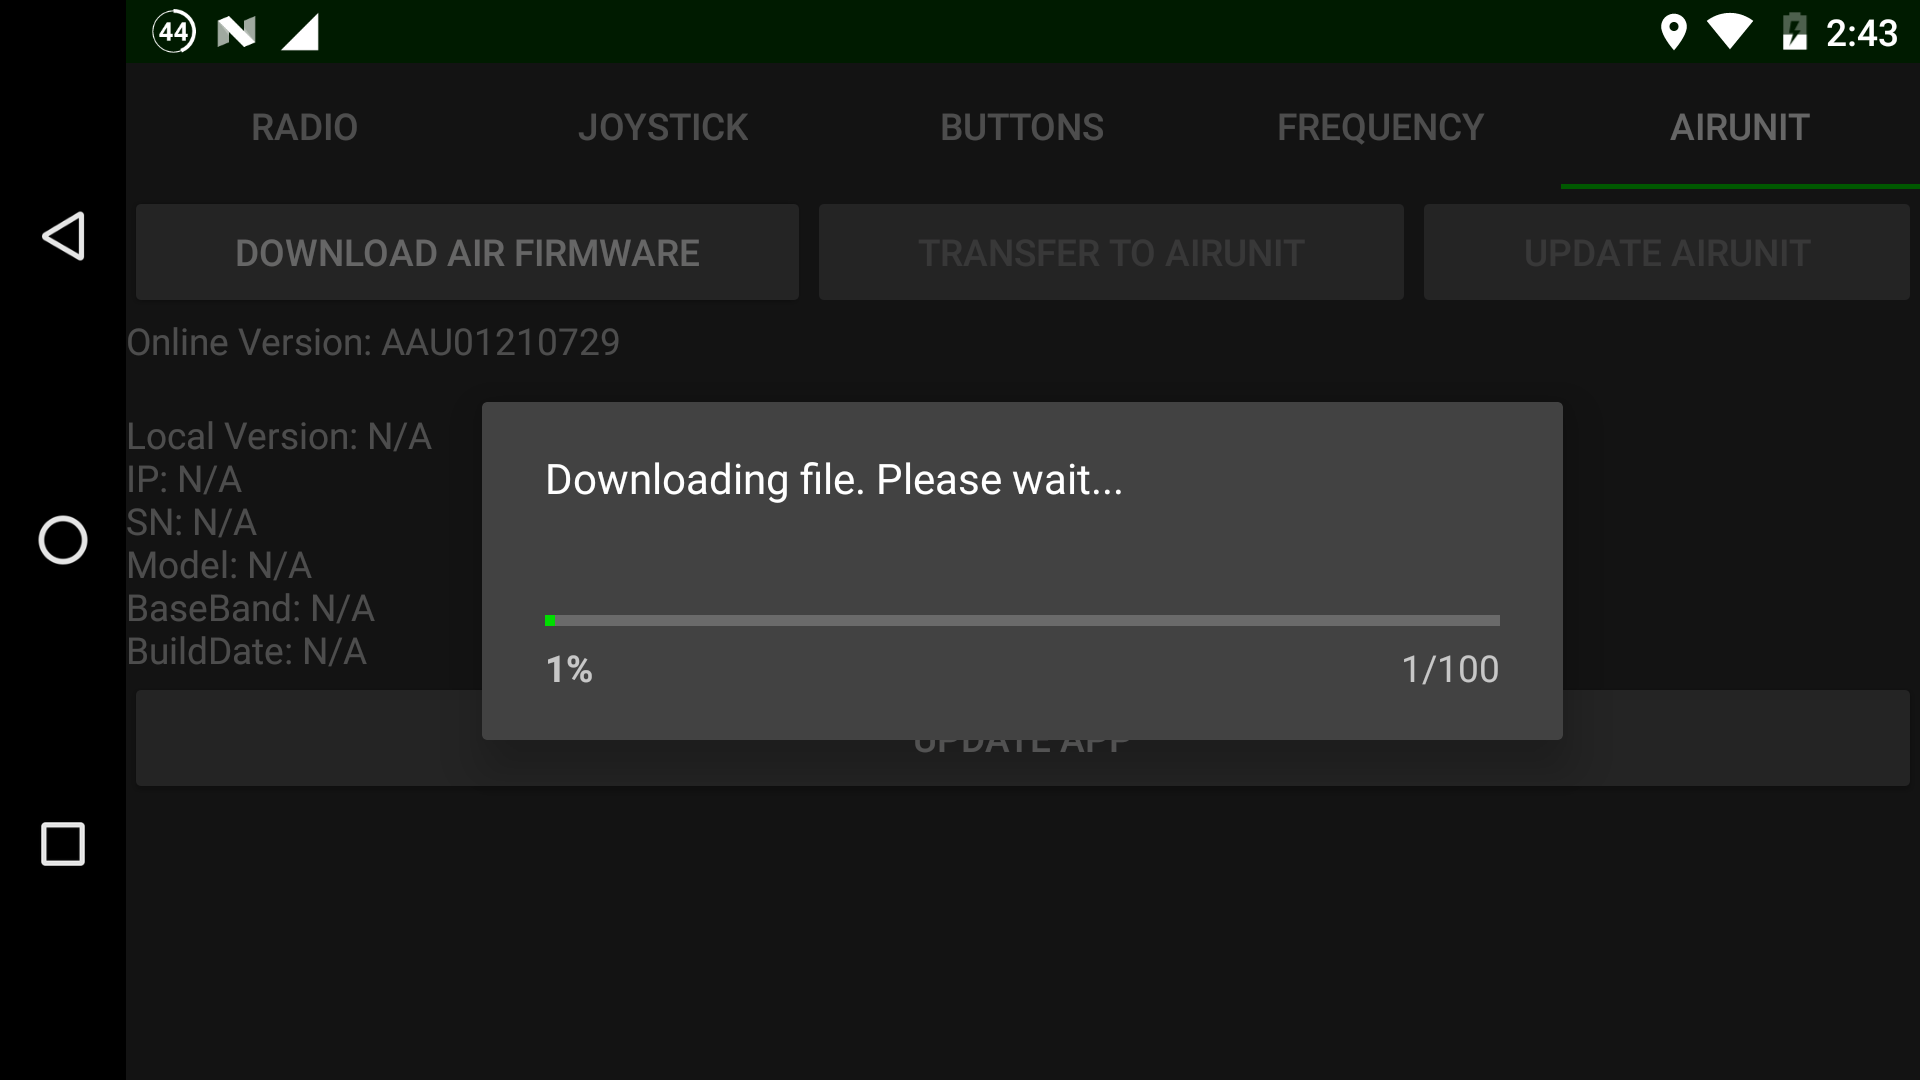 44
2:43
RADIO JOYSTICK BUTTONS FREQUENCY AIRUNIT
DOWNLOAD AIR FIRMWARE TRANSFER TO AIRUNIT UPDATE AIRUNIT
Online Version: AAU01210729
Local Version: N/A
IP: N/A
SN: N/A
Model: N/A
BaseBand: N/A
BuildDate: N/A
Downloading file. Please wait...
1% 1/100
UPDATE APP